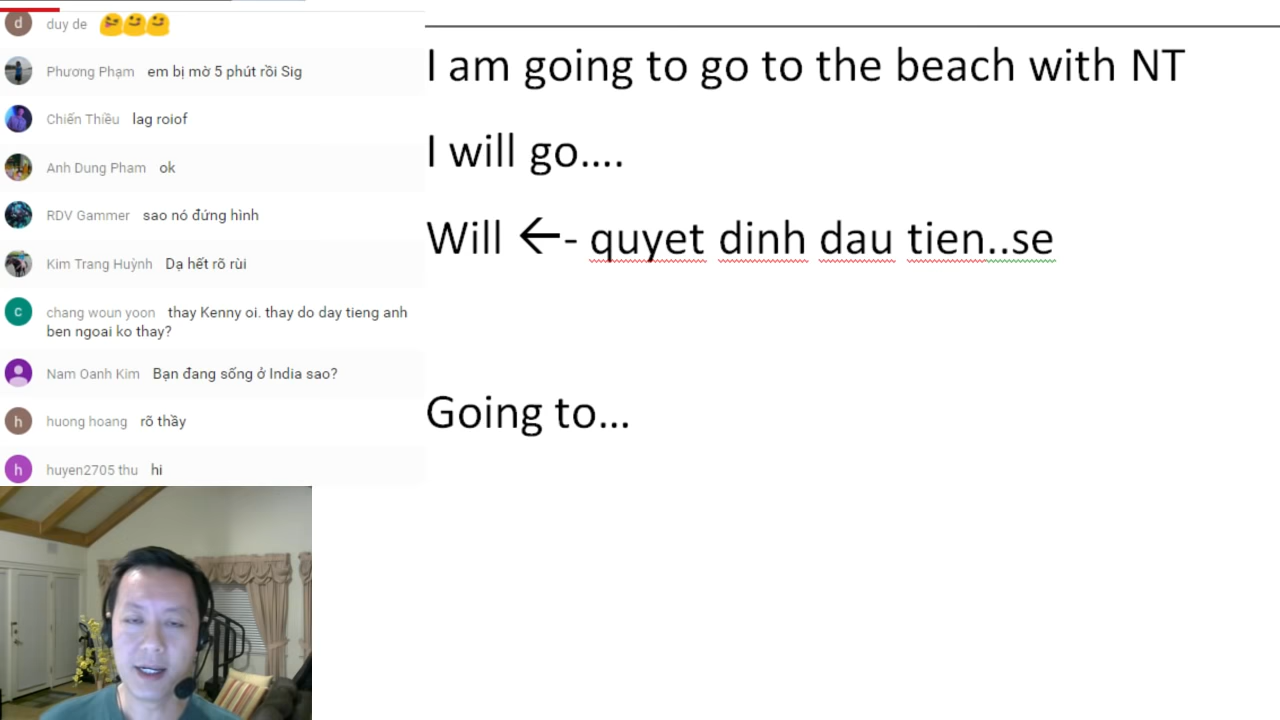 d duy de
Phương Phạm em bị mờ 5 phút rồi Sig
Chiến Thiều lag roiof
Anh Dung Pham ok
RDV Gammer sao nó đứng hình
Kim Trang Huỳnh Dạ hết rõ rùi
c chang woun yoon thay Kenny oi. thay do day tieng anh
ben ngoai ko thay?
Nam Oanh Kim Bạn đang sống ở India sao?
h huong hoang rõ thầy
h huyen2705 thu hi
I am going to go to the beach with NT
I will go....
Will ←- quyet dinh dau tien..se
Going to...